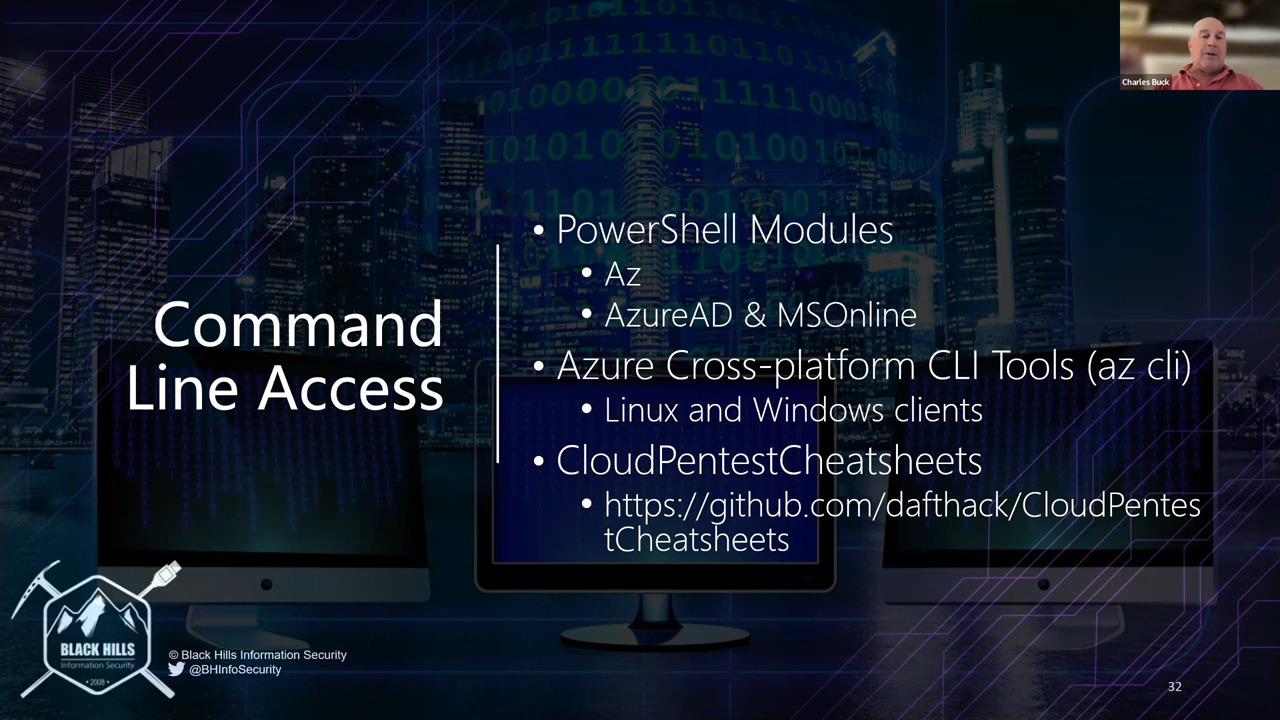 Charles Buck
Command
Line Access
• PowerShell Modules
• Az
• AzureAD & MSOnline
• Azure Cross-platform CLI Tools (az cli)
• Linux and Windows clients
• CloudPentestCheatsheets
• https://github.com/dafthack/CloudPentes
tCheatsheets
BLACK HILLS
Information Security
• 2008 •
© Black Hills Information Security
@BHInfoSecurity
32